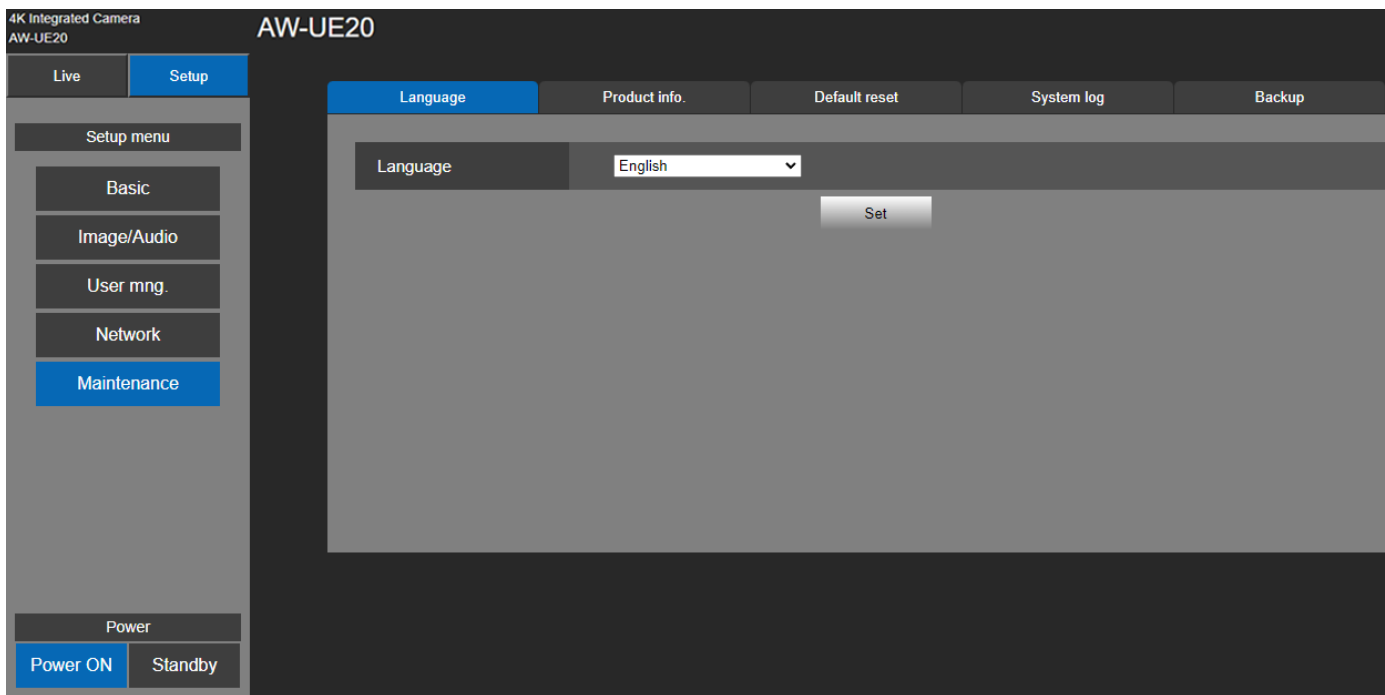 4K Integrated Camera
AW-UE20
AW-UE20
Live Setup
Language Product info. Default reset System log Backup
Setup menu
Language English
Basic
Set
Image/Audio
User mng.
Network
Maintenance
Power
Power ON Standby